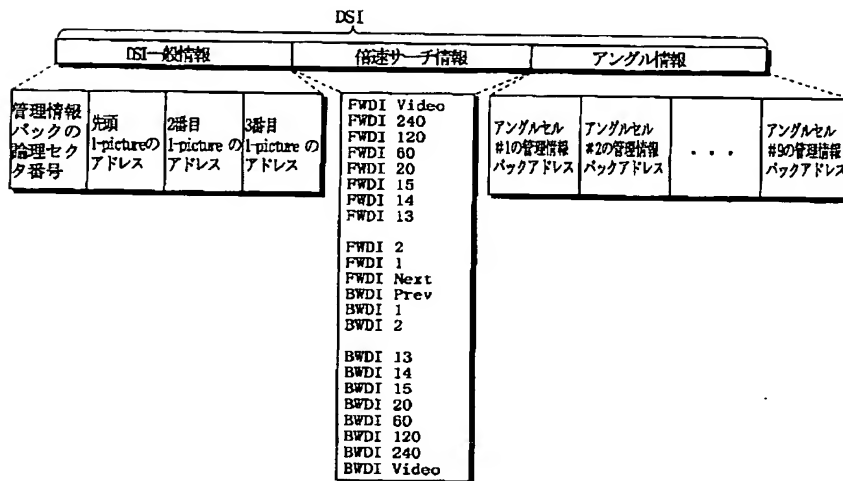 DSI
DSI一般情報
倍速サーチ情報
アングル情報
管理情報
パックの
論理セク
タ番号
先頭
1-pictureの
アドレス
2番目
1-picture の
アドレス
3番目
1-picture の
アドレス
FWDI Video
FWDI 240
FWDI 120
FWDI 60
FWDI 20
FWDI 15
FWDI 14
FWDI 13
FWDI 2
FWDI 1
FWDI Next
BWDI Prev
BWDI 1
BWDI 2
BWDI 13
BWDI 14
BWDI 15
BWDI 20
BWDI 60
BWDI 120
BWDI 240
BWDI Video
アングルセル
#1の管理情報
パックアドレス
アングルセル
#2の管理情報
パックアドレス
・・・
アングルセル
#9の管理情報
パックアドレス